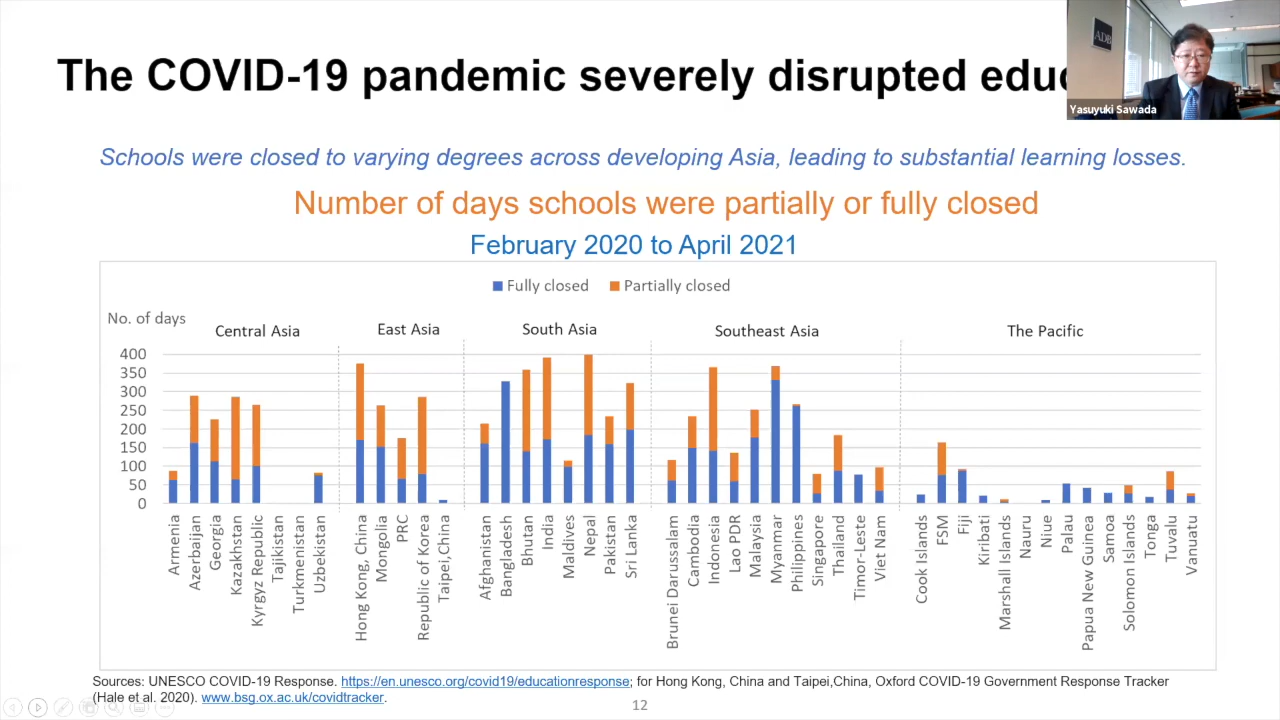 The COVID-19 pandemic severely disrupted edu
ADB
Yasuyuki Sawada
Schools were closed to varying degrees across developing Asia, leading to substantial learning losses.
Number of days schools were partially or fully closed
February 2020 to April 2021
Fully closed Partially closed
No. of days
Central Asia East Asia South Asia Southeast Asia The Pacific
400
350
300
250
200
150
100
50
0
Armenia
Azerbaijan
Georgia
Kazakhstan
Kyrgyz Republic
Tajikistan
Turkmenistan
Uzbekistan
Hong Kong, China
Mongolia
PRC
Republic of Korea
Taipei,China
Afghanistan
Bangladesh
Bhutan
India
Maldives
Nepal
Pakistan
Sri Lanka
Brunei Darussalam
Cambodia
Indonesia
Lao PDR
Malaysia
Myanmar
Philippines
Singapore
Thailand
Timor-Leste
Viet Nam
Cook Islands
FSM
Fiji
Kiribati
Marshall Islands
Nauru
Niue
Palau
Papua New Guinea
Samoa
Solomon Islands
Tonga
Tuvalu
Vanuatu
Sources: UNESCO COVID-19 Response. https://en.unesco.org/covid19/educationresponse; for Hong Kong, China and Taipei,China, Oxford COVID-19 Government Response Tracker
(Hale et al. 2020). www.bsg.ox.ac.uk/covidtracker.
12